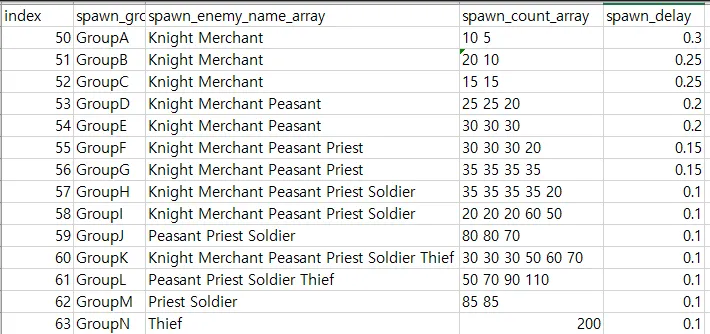 index spawn_gro spawn_enemy_name_array spawn_count_array spawn_delay
50 GroupA Knight Merchant 10 5 0.3
51 GroupB Knight Merchant 20 10 0.25
52 GroupC Knight Merchant 15 15 0.25
53 GroupD Knight Merchant Peasant 25 25 20 0.2
54 GroupE Knight Merchant Peasant 30 30 30 0.2
55 GroupF Knight Merchant Peasant Priest 30 30 30 20 0.15
56 GroupG Knight Merchant Peasant Priest 35 35 35 35 0.15
57 GroupH Knight Merchant Peasant Priest Soldier 35 35 35 35 20 0.1
58 GroupI Knight Merchant Peasant Priest Soldier 20 20 20 60 50 0.1
59 GroupJ Peasant Priest Soldier 80 80 70 0.1
60 GroupK Knight Merchant Peasant Priest Soldier Thief 30 30 30 50 60 70 0.1
61 GroupL Peasant Priest Soldier Thief 50 70 90 110 0.1
62 GroupM Priest Soldier 85 85 0.1
63 GroupN Thief 200 0.1